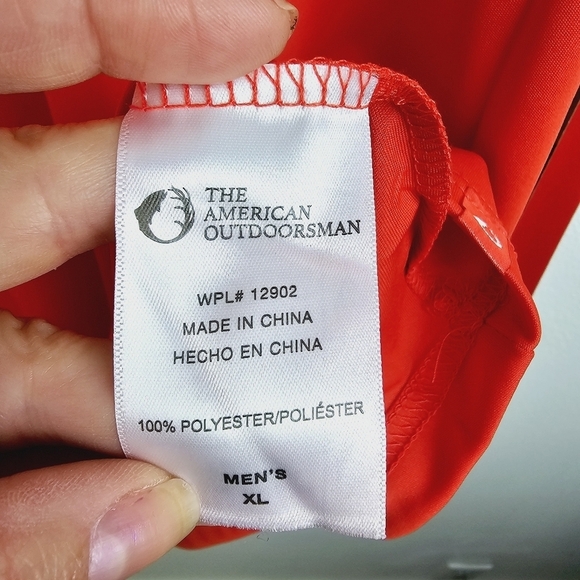 THE
AMERICAN
OUTDOORSMAN
WPL# 12902
MADE IN CHINA
HECHO EN CHINA
100% POLYESTER/POLIÉSTER
MEN'S
XL